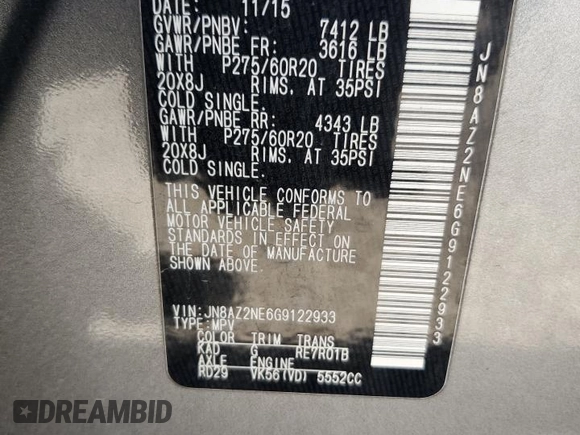 DATE: 11/15
GVWR/PNBV: 7412 LB
GAWR/PNBE FR: 3616 LB
WITH P275/60R20 TIRES
20X8J RIMS. AT 35PSI
COLD SINGLE.
GAWR/PNBE RR: 4343 LB
WITH P275/60R20 TIRES
20X8J RIMS. AT 35PSI
COLD SINGLE.
THIS VEHICLE CONFORMS TO
ALL APPLICABLE FEDERAL
MOTOR VEHICLE SAFETY
STANDARDS IN EFFECT ON
THE DATE OF MANUFACTURE
SHOWN ABOVE.
VIN: JN8AZ2NE6G9122933
TYPE: MPV
COLOR TRIM TRANS
KAD G RE7R01B
AXLE ENGINE
RD29 VK56(VD) 5552CC
JN8AZ2NE6G9122933
DREAMBID